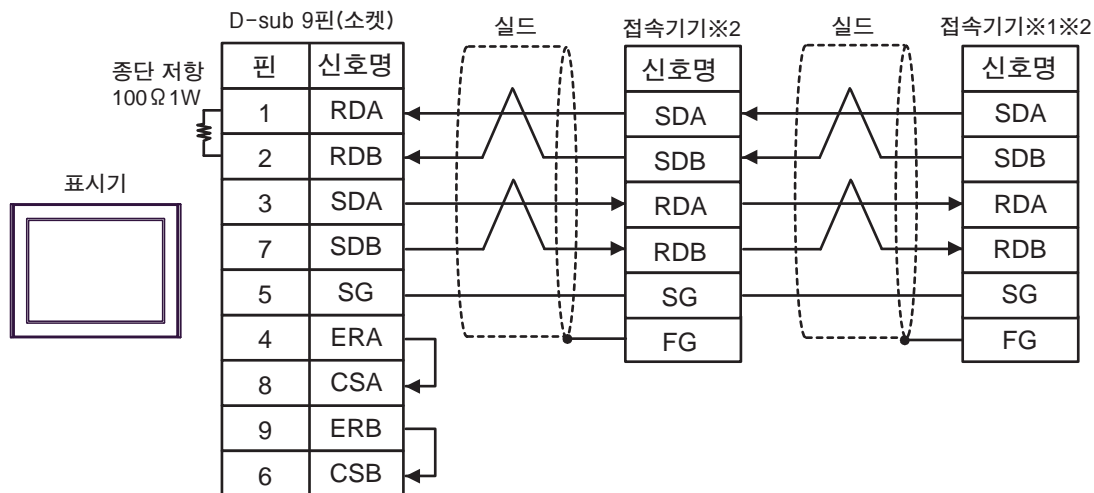 D-sub 9핀(소켓)
실드
접속기기※2
실드
접속기기※1※2
종단 저항
100Ω1W
핀 신호명
신호명
신호명
1 RDA
SDA
SDA
2 RDB
SDB
SDB
표시기
3 SDA
RDA
RDA
7 SDB
RDB
RDB
5 SG
SG
SG
4 ERA
FG
FG
8 CSA
9 ERB
6 CSB